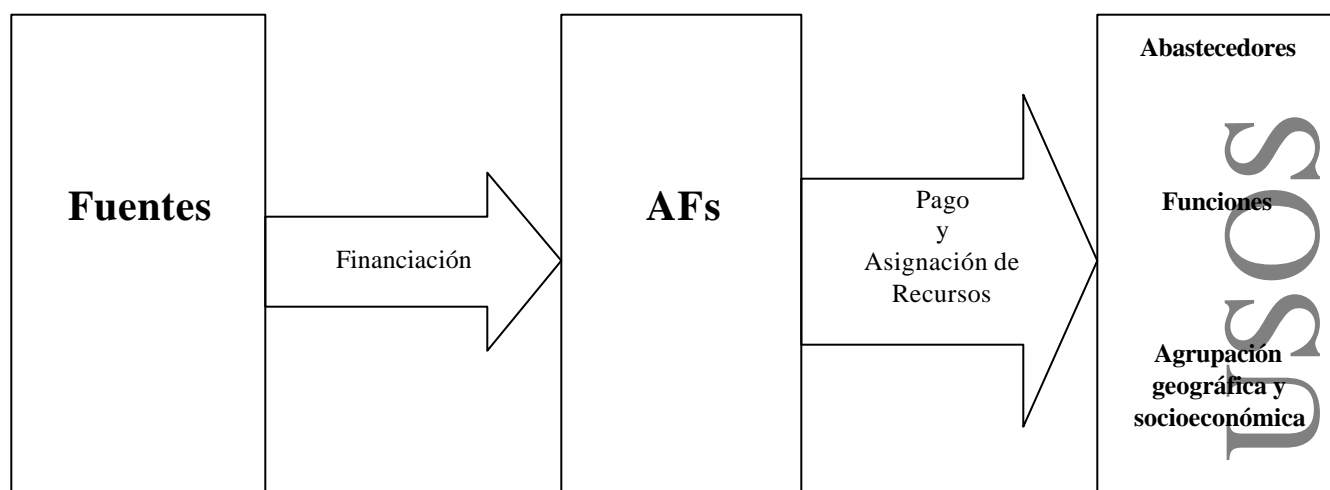 Fuentes
Financiación
AFs
Pago
y
Asignación de
Recursos
Abastecedores
Funciones
Agrupación
geográfica y
socioeconómica
USOS